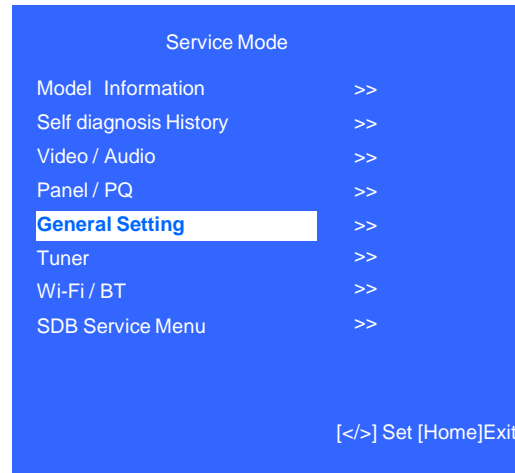 Service Mode
Model Information >>
Self diagnosis History >>
Video / Audio >>
Panel / PQ >>
General Setting >>
Tuner >>
Wi-Fi / BT >>
SDB Service Menu >>
[</>] Set [Home]Exit